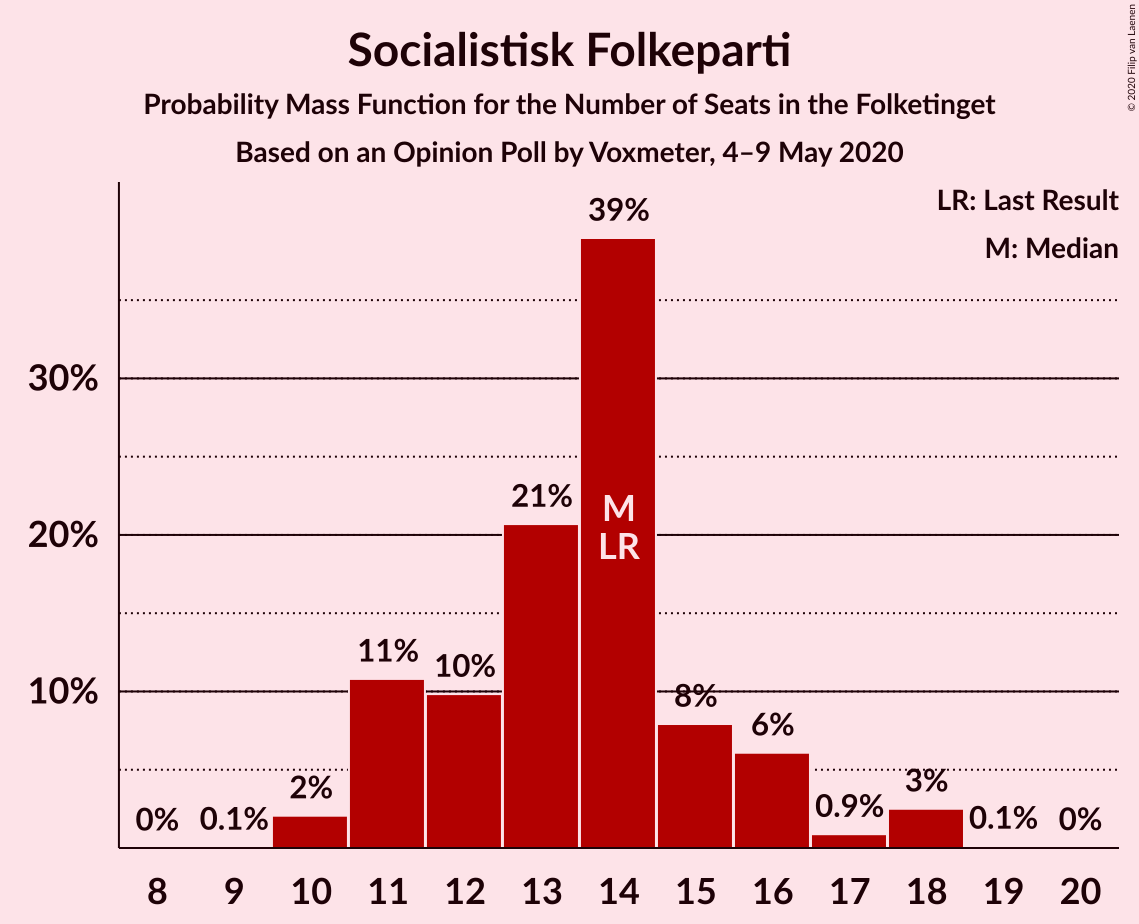 Socialistisk Folkeparti
Probability Mass Function for the Number of Seats in the Folketinget
Based on an Opinion Poll by Voxmeter, 4–9 May 2020
© 2020 Filip van Laenen
LR: Last Result
M: Median
39%
30%
21%
M
20%
LR
11%
10%
10%
8%
6%
2%
3%
0%
0.1%
0.9%
0.1%
0%
8 9 10 11 12 13 14 15 16 17 18 19 20